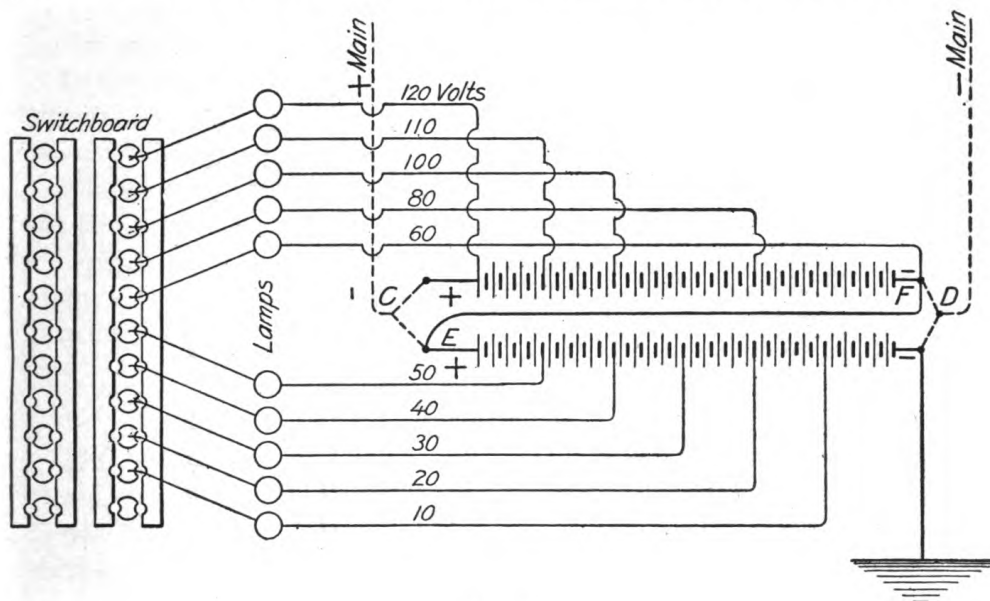 + Main
– Main
120 Volts
Switchboard
110
100
80
60
C
+
–
F
D
E
+
–
Lamps
50
40
30
20
10